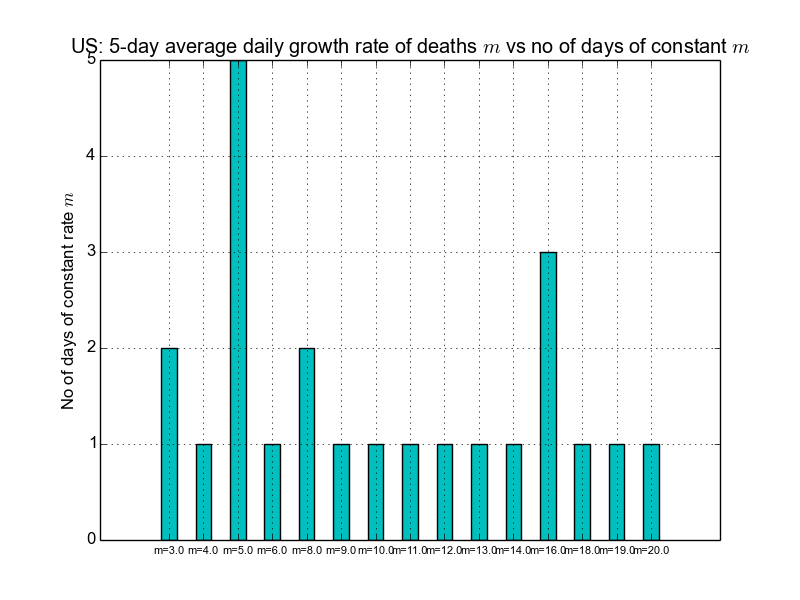 US: 5-day average daily growth rate of deaths m vs no of days of constant m
No of days of constant rate m
5
4
3
2
1
0
m=3.0 m=4.0 m=5.0 m=6.0 m=8.0 m=9.0 m=10.0 m=11.0 m=12.0 m=13.0 m=14.0 m=16.0 m=18.0 m=19.0 m=20.0